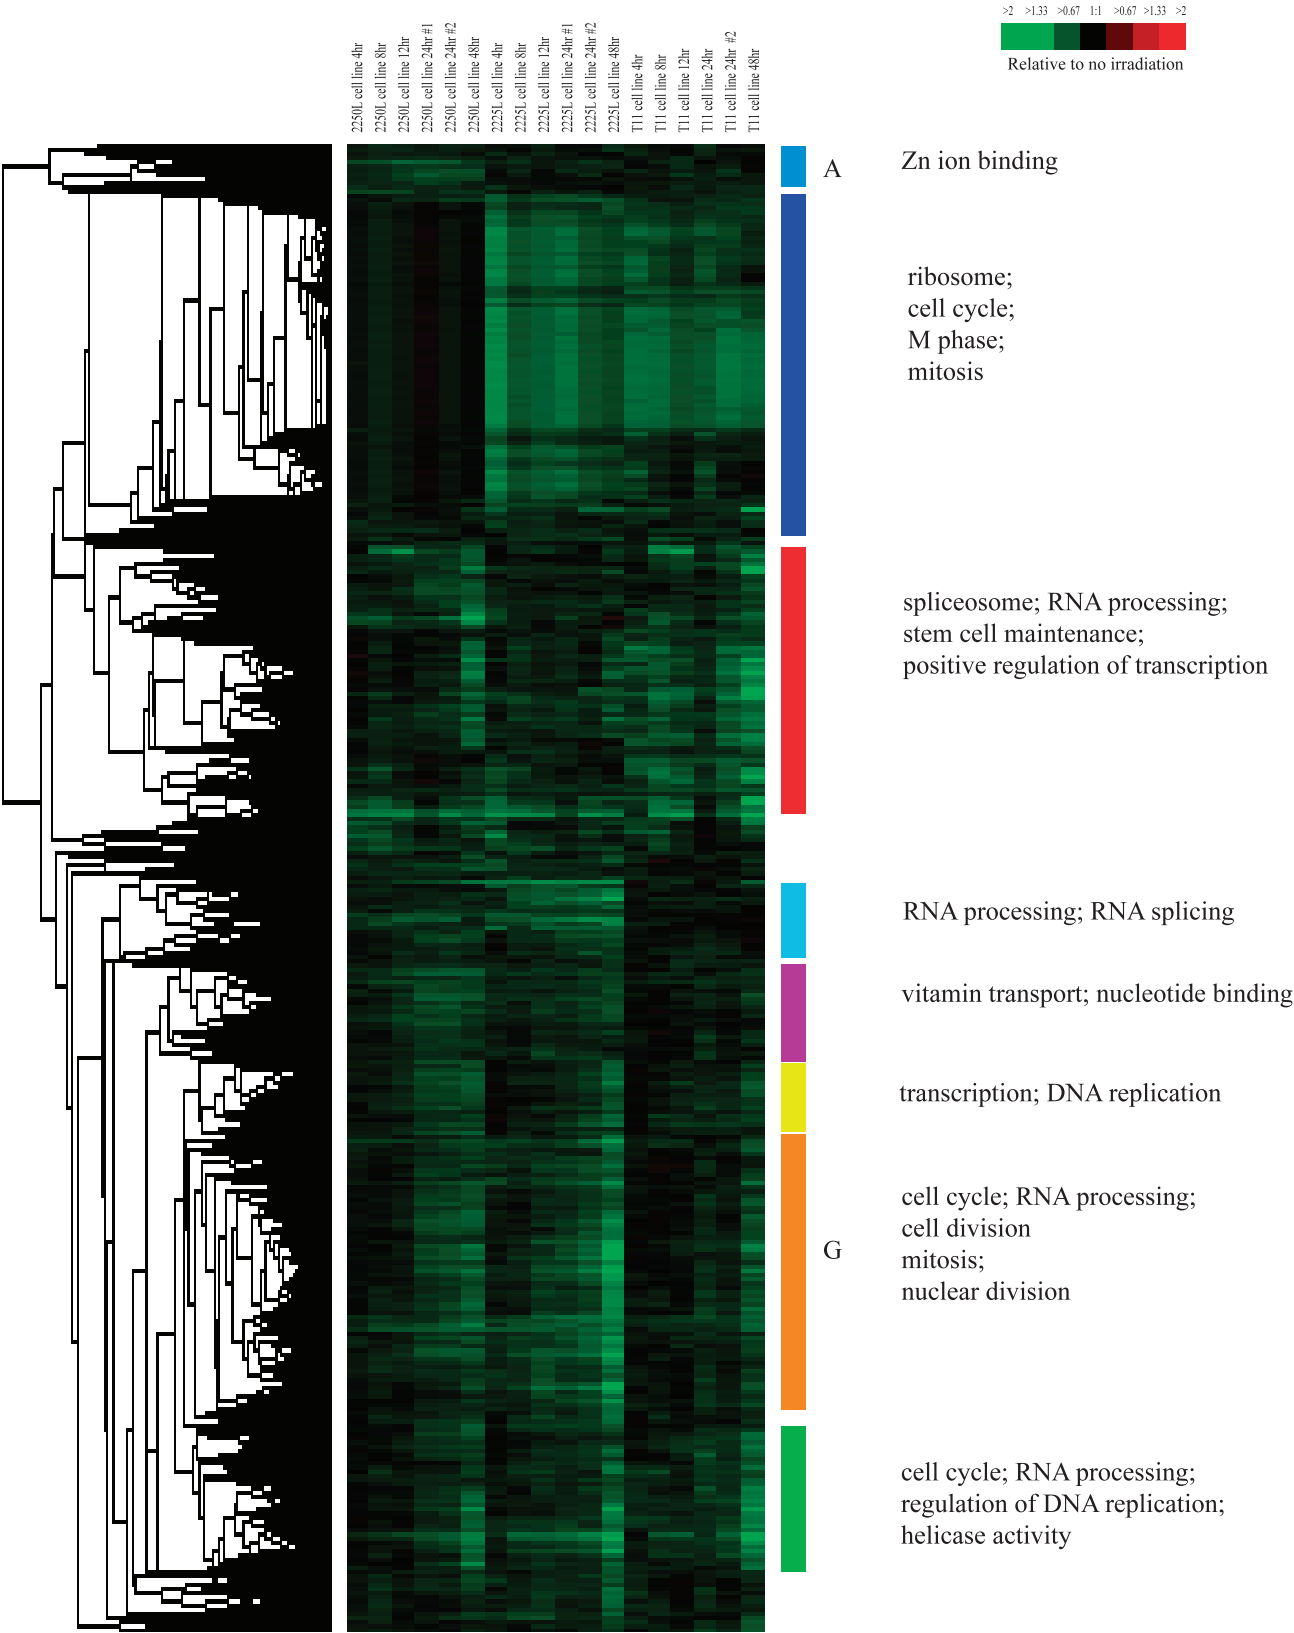 >2 >1.33 >0.67 1:1 >0.67 >1.33 >2
Relative to no irradiation
2250L cell line 4hr
2250L cell line 8hr
2250L cell line 12hr
2250L cell line 24hr #1
2250L cell line 24hr #2
2250L cell line 48hr
2225L cell line 4hr
2225L cell line 8hr
2225L cell line 12hr
2225L cell line 24hr #1
2225L cell line 24hr #2
2225L cell line 48hr
T11 cell line 4hr
T11 cell line 8hr
T11 cell line 12hr
T11 cell line 24hr
T11 cell line 24hr #2
T11 cell line 48hr
A
Zn ion binding
ribosome;
cell cycle;
M phase;
mitosis
spliceosome; RNA processing;
stem cell maintenance;
positive regulation of transcription
RNA processing; RNA splicing
vitamin transport; nucleotide binding
transcription; DNA replication
G
cell cycle; RNA processing;
cell division
mitosis;
nuclear division
cell cycle; RNA processing;
regulation of DNA replication;
helicase activity